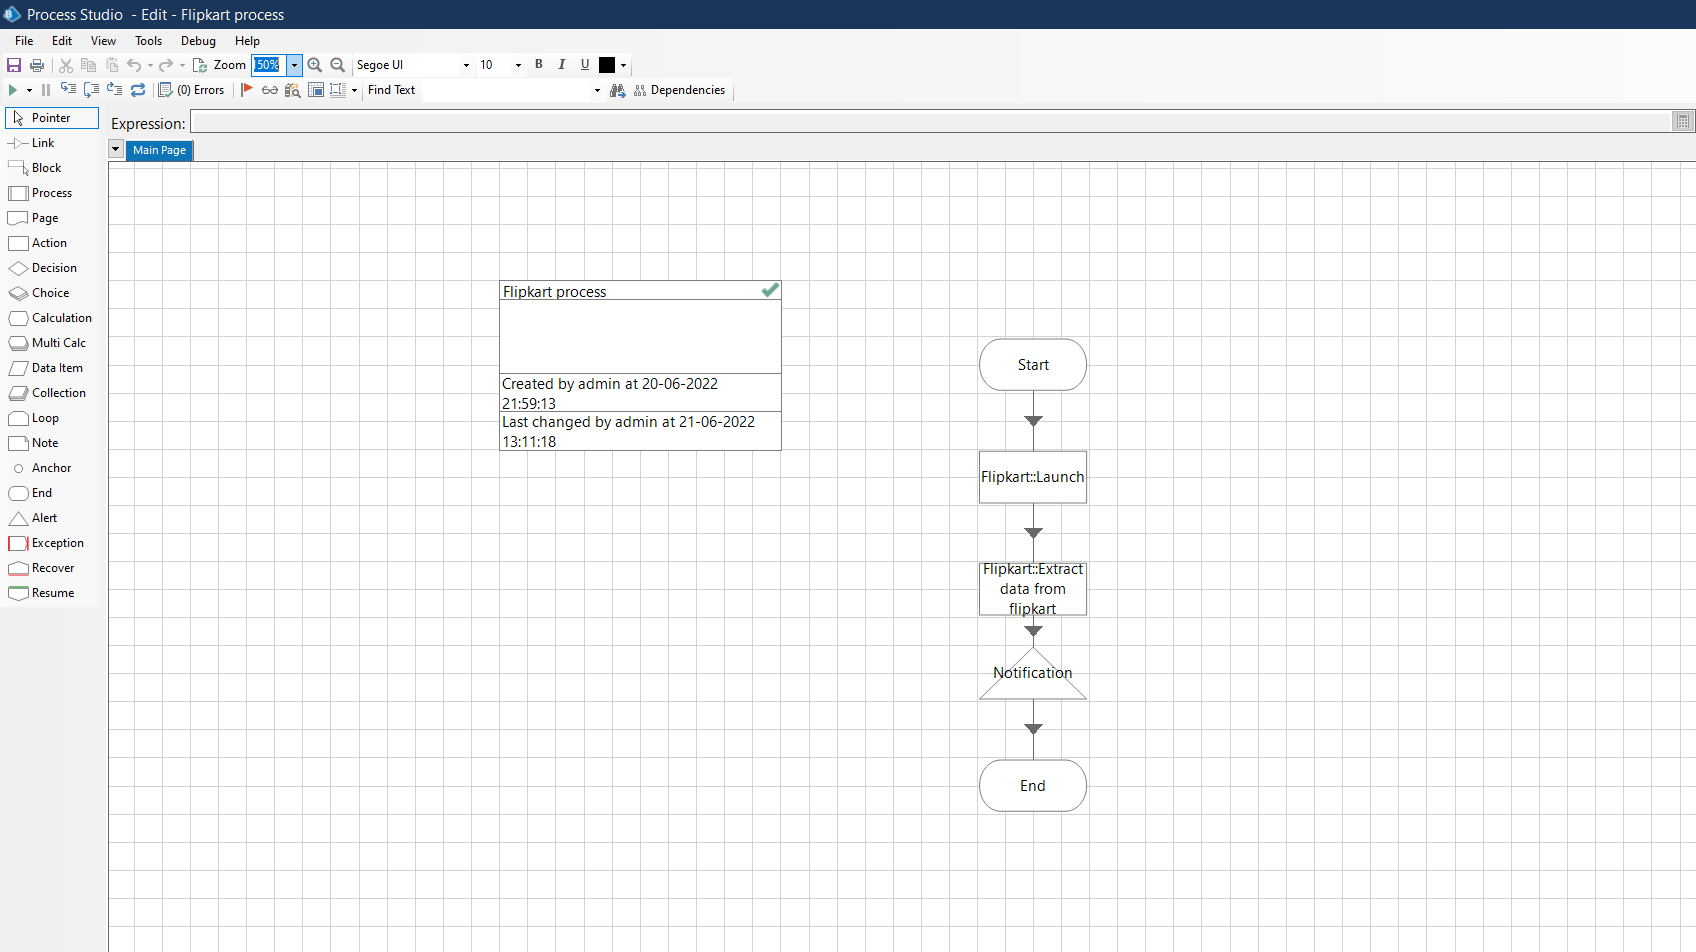 Process Studio - Edit - Flipkart process
File Edit View Tools Debug Help
Zoom 150% Segoe UI 10 B I U
(0) Errors Find Text Dependencies
Pointer
Expression:
Link
Main Page
Block
Process
Page
Action
Decision
Choice
Calculation
Multi Calc
Data Item
Collection
Loop
Note
Anchor
End
Alert
Exception
Recover
Resume
Flipkart process
Created by admin at 20-06-2022
21:59:13
Last changed by admin at 21-06-2022
13:11:18
Start
Flipkart::Launch
Flipkart::Extract
data from
flipkart
Notification
End